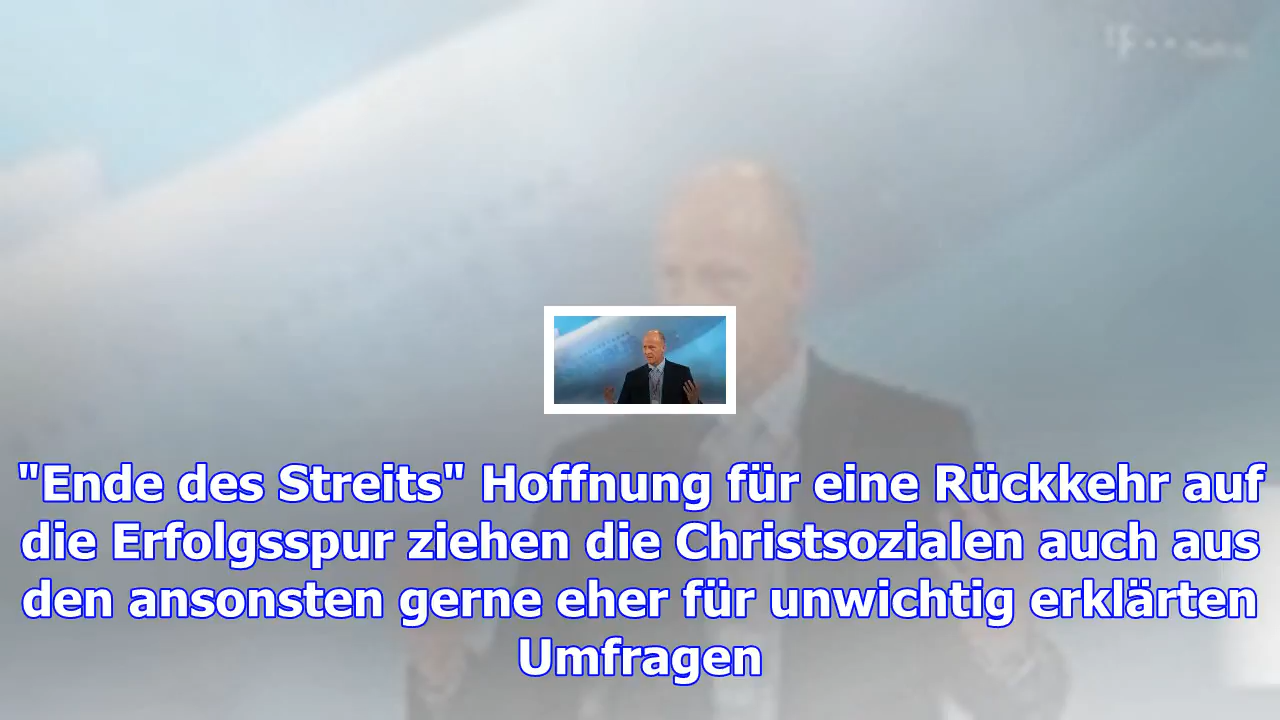 "Ende des Streits" Hoffnung für eine Rückkehr auf
die Erfolgsspur ziehen die Christsozialen auch aus
den ansonsten gerne eher für unwichtig erklärten
Umfragen